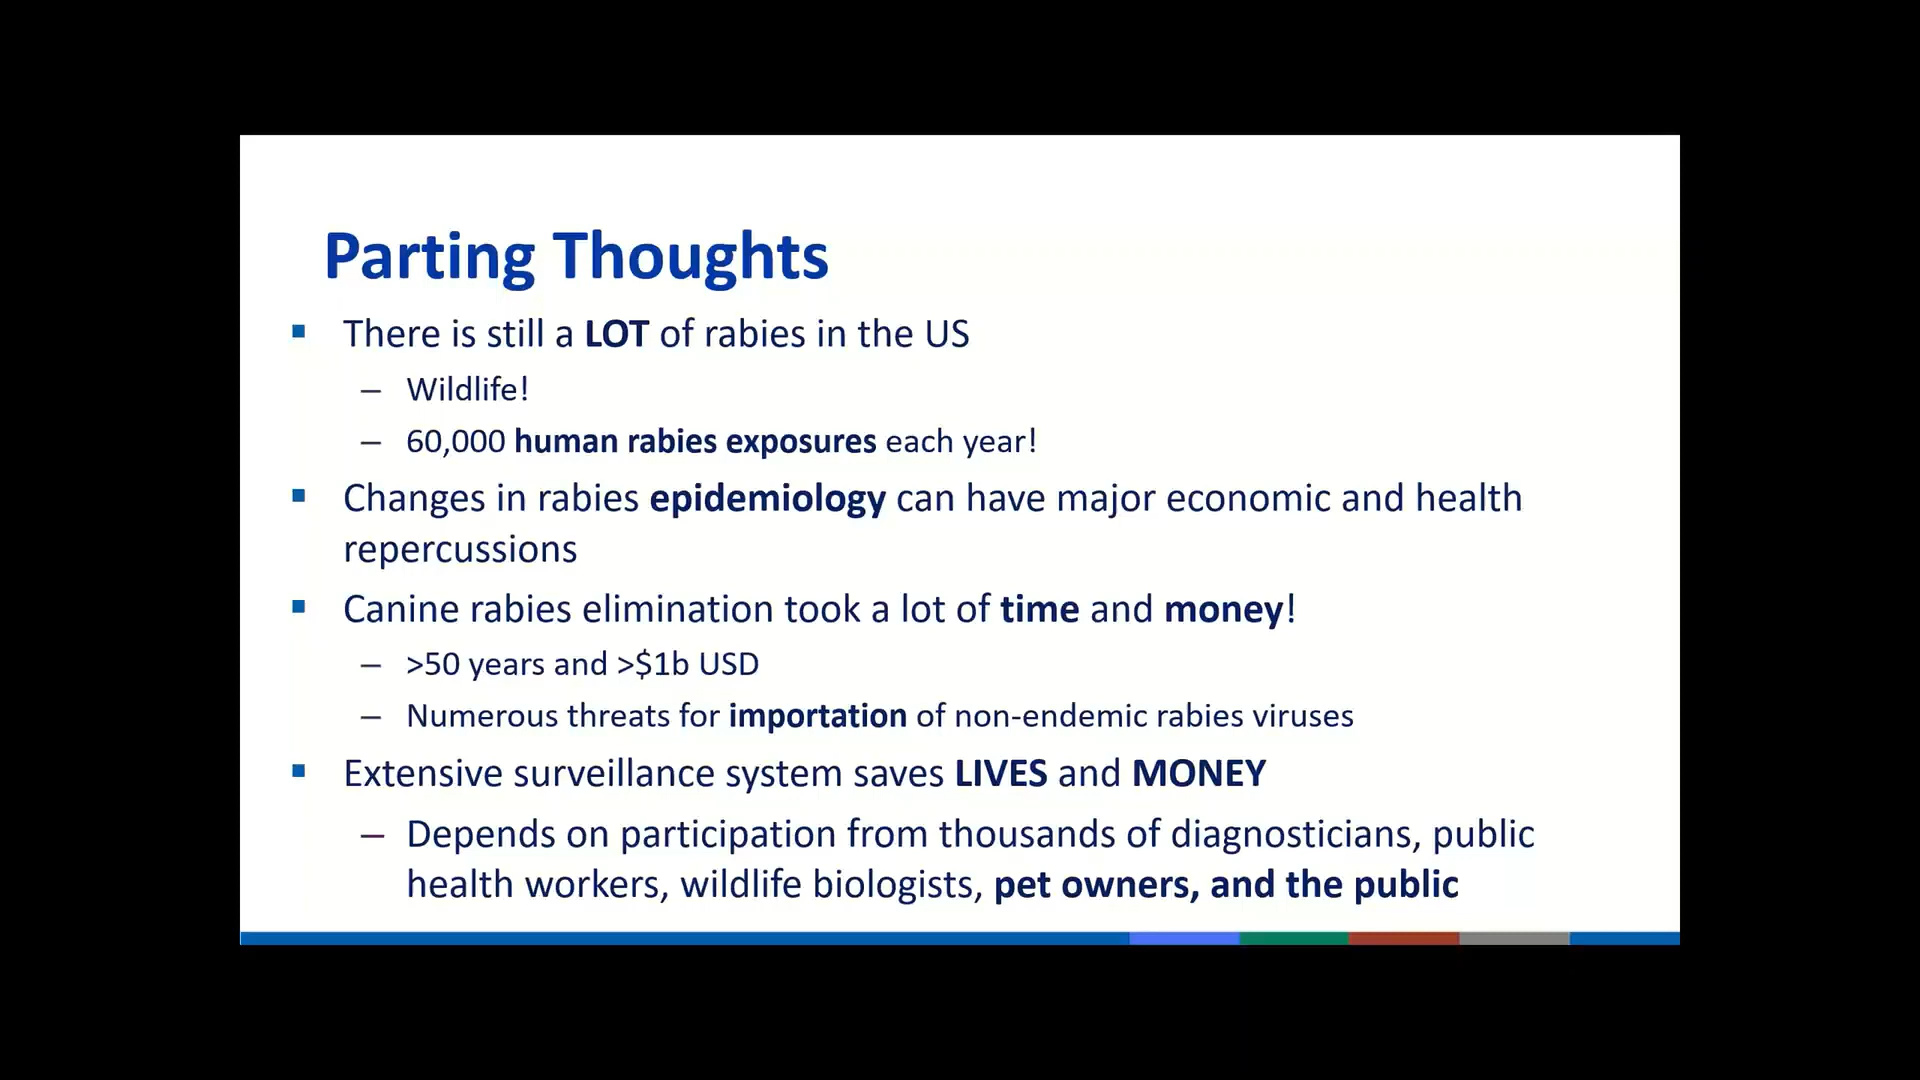 Parting Thoughts
▪ There is still a LOT of rabies in the US
– Wildlife!
– 60,000 human rabies exposures each year!
▪ Changes in rabies epidemiology can have major economic and health
repercussions
▪ Canine rabies elimination took a lot of time and money!
– >50 years and >$1b USD
– Numerous threats for importation of non-endemic rabies viruses
▪ Extensive surveillance system saves LIVES and MONEY
– Depends on participation from thousands of diagnosticians, public
health workers, wildlife biologists, pet owners, and the public